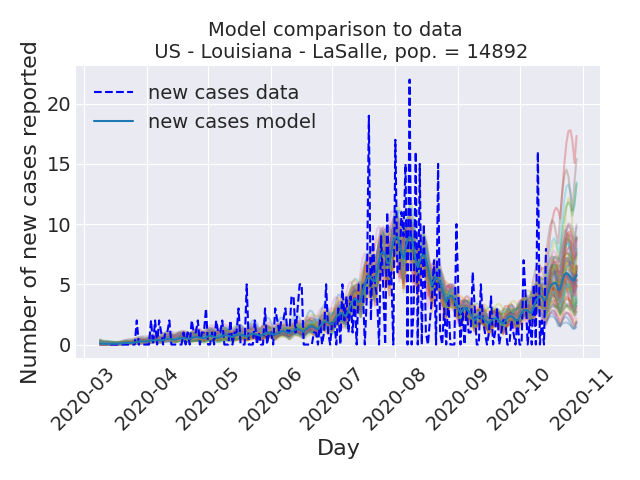 Model comparison to data
US - Louisiana - LaSalle, pop. = 14892
new cases data
new cases model
Number of new cases reported
20
15
10
5
0
2020-03
2020-04
2020-05
2020-06
2020-07
2020-08
2020-09
2020-10
2020-11
Day